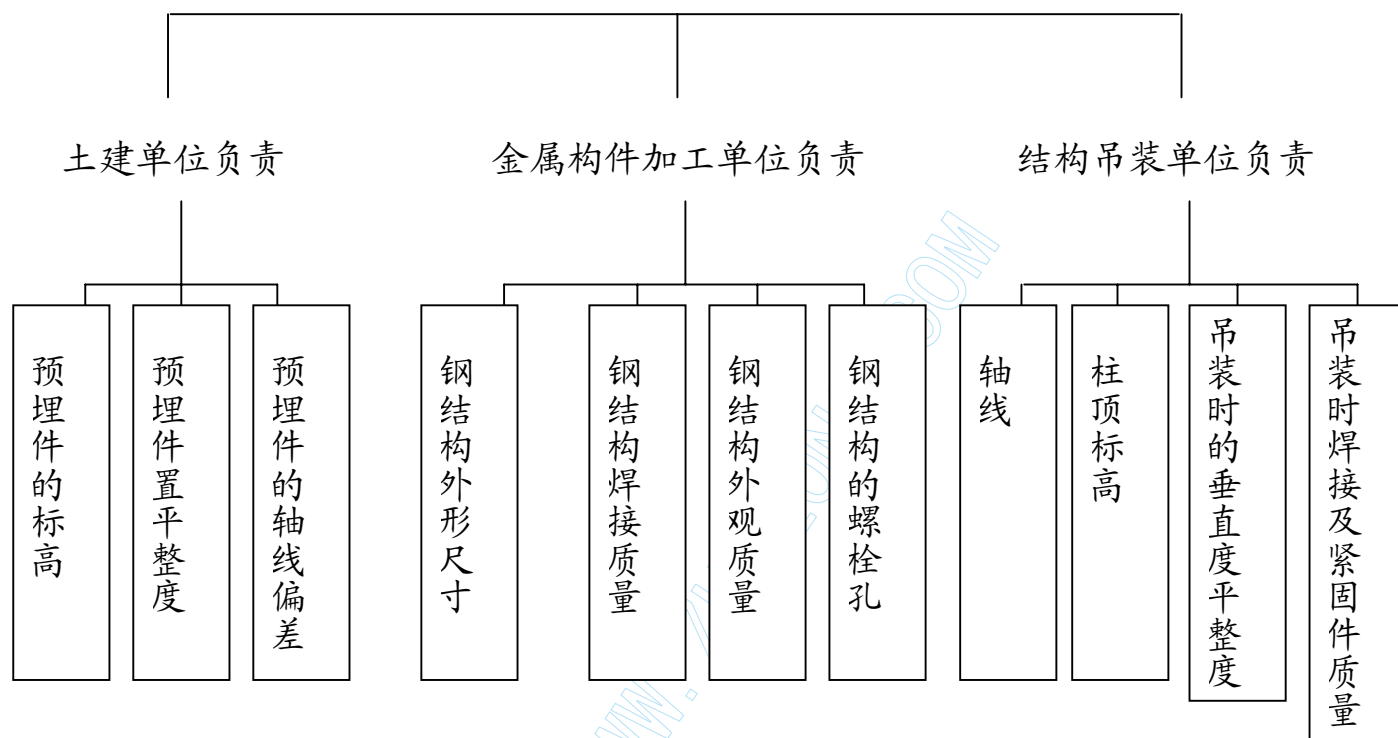 土建单位负责
金属构件加工单位负责
结构吊装单位负责
预埋件的标高
预埋件置平整度
预埋件的轴线偏差
钢结构外形尺寸
钢结构焊接质量
钢结构外观质量
钢结构的螺栓孔
轴线
柱顶标高
吊装时的垂直度平整度
吊装时焊接及紧固件质量